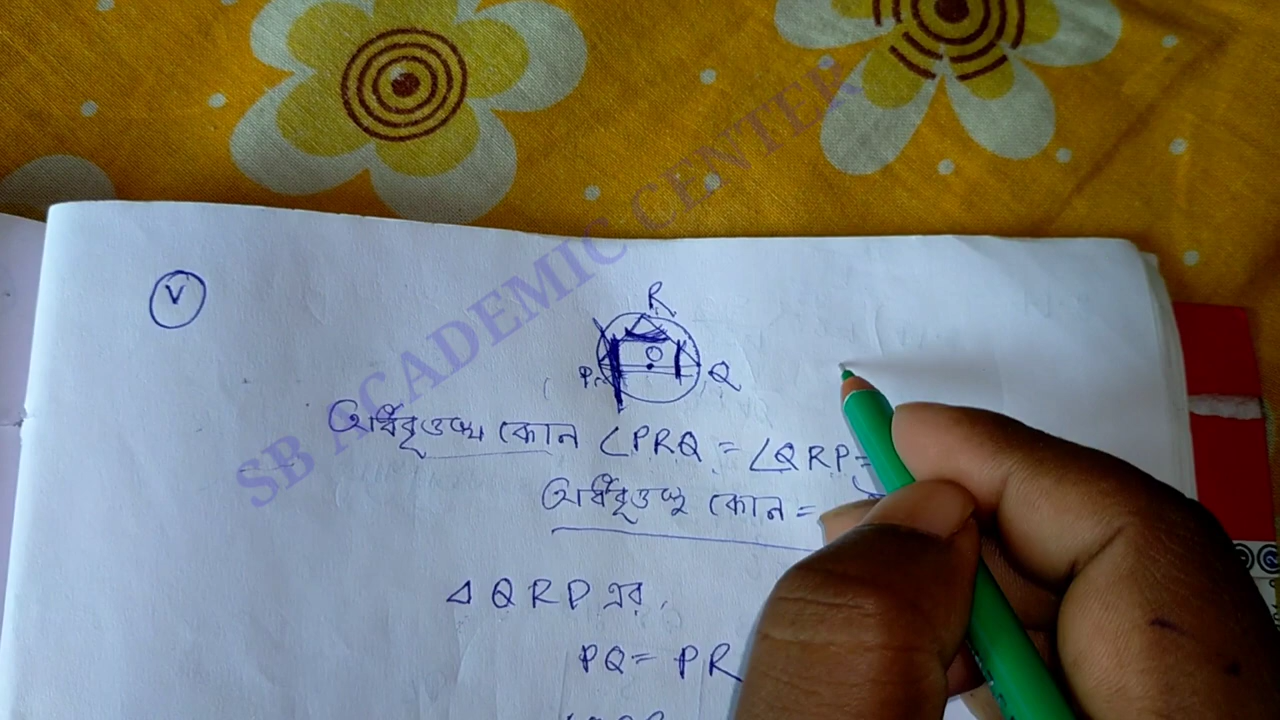 SB ACADEMIC CENTER
V
R
P
O
Q
অর্ধবৃত্তস্থ কোন ∠PRQ = ∠QRP =
অর্ধবৃত্তস্থ কোন =
Δ QRP এর,
PQ = PR